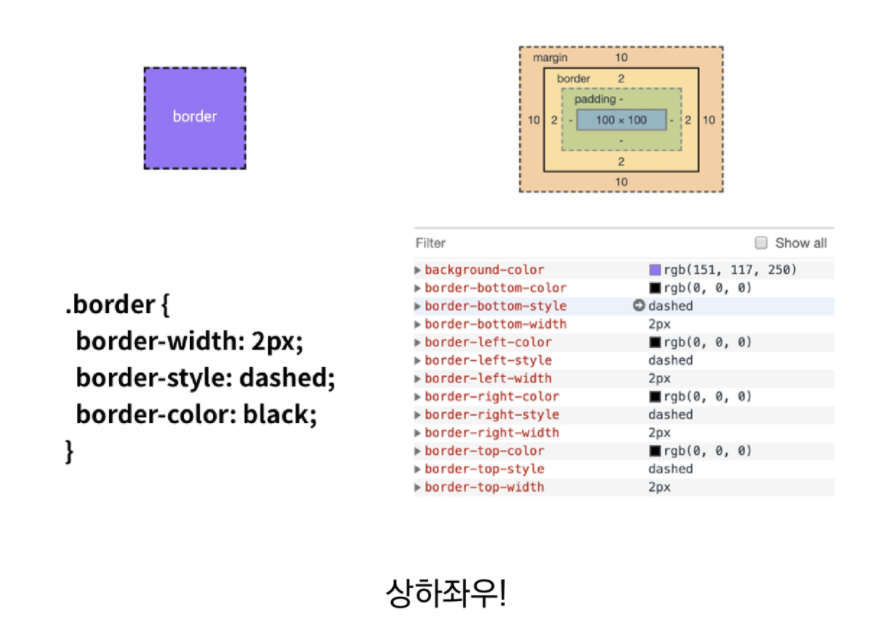 border
margin 10
border 2
padding -
10 2 - 100 × 100 - 2 10
-
2
10
Filter Show all
background-color rgb(151, 117, 250)
border-bottom-color rgb(0, 0, 0)
border-bottom-style dashed
border-bottom-width 2px
border-left-color rgb(0, 0, 0)
border-left-style dashed
border-left-width 2px
border-right-color rgb(0, 0, 0)
border-right-style dashed
border-right-width 2px
border-top-color rgb(0, 0, 0)
border-top-style dashed
border-top-width 2px
.border {
border-width: 2px;
border-style: dashed;
border-color: black;
}
상하좌우!